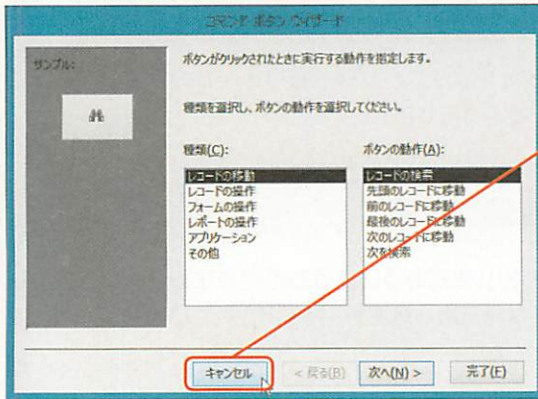 コマンド ボタン ウィザード
サンプル:
ボタンがクリックされたときに実行する動作を指定します。
種類を選択し、ボタンの動作を選択してください。
種類(C):
レコードの移動
レコードの操作
フォームの操作
レポートの操作
アプリケーション
その他
ボタンの動作(A):
レコードの検索
先頭のレコードに移動
前のレコードに移動
最後のレコードに移動
次のレコードに移動
次を検索
キャンセル
< 戻る(B)
次へ(N) >
完了(F)